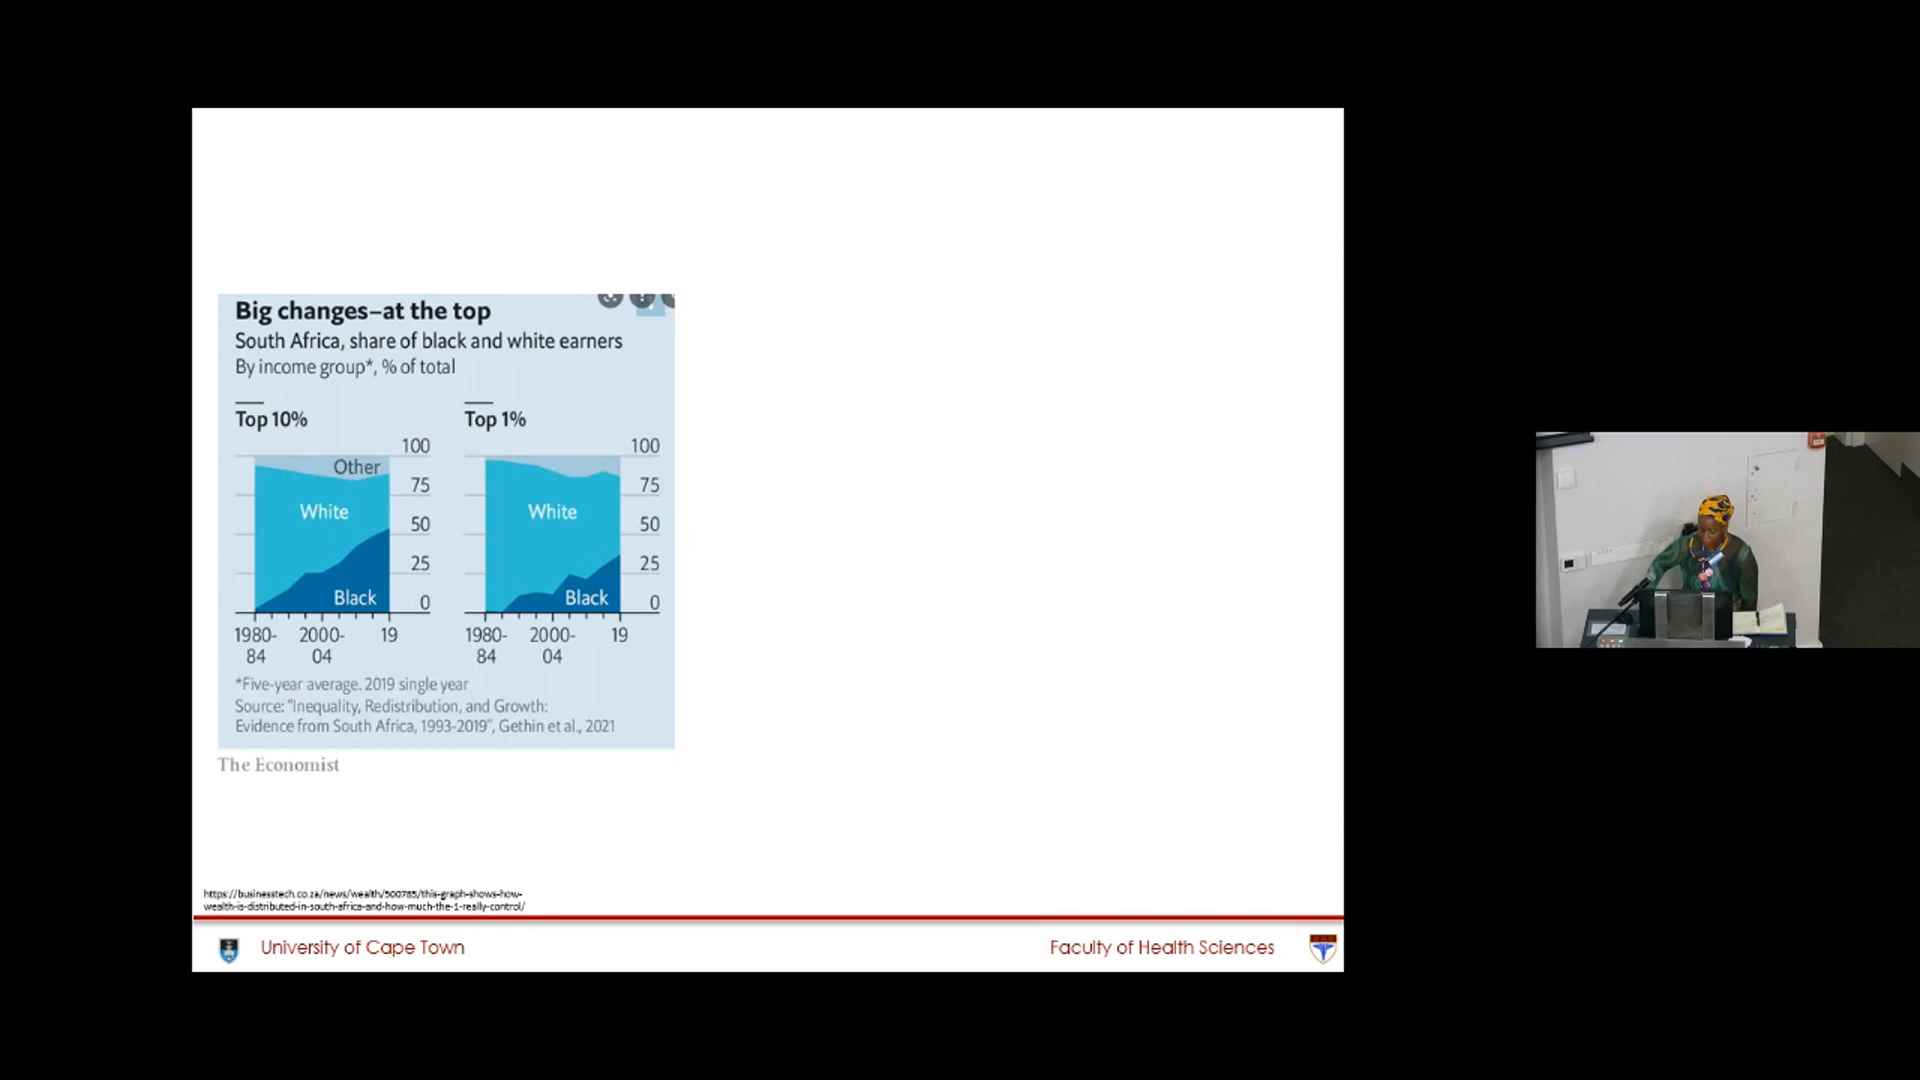 Big changes–at the top
South Africa, share of black and white earners
By income group*, % of total
Top 10%
100
Other
75
White
50
25
Black
0
1980-
84
2000-
04
19
Top 1%
100
75
White
50
25
Black
0
1980-
84
2000-
04
19
*Five-year average. 2019 single year
Source: "Inequality, Redistribution, and Growth:
Evidence from South Africa, 1993-2019", Gethin et al., 2021
The Economist
https://businesstech.co.za/news/wealth/500785/this-graph-shows-how-
wealth-is-distributed-in-south-africa-and-how-much-the-1-really-control/
University of Cape Town
Faculty of Health Sciences